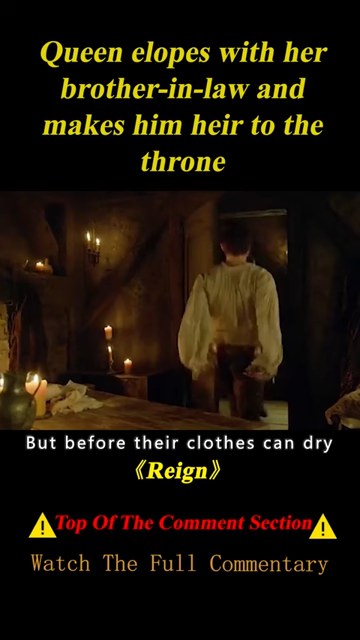 Queen elopes with her
brother-in-law and
makes him heir to the
throne
But before their clothes can dry
《Reign》
Top Of The Comment Section
Watch The Full Commentary